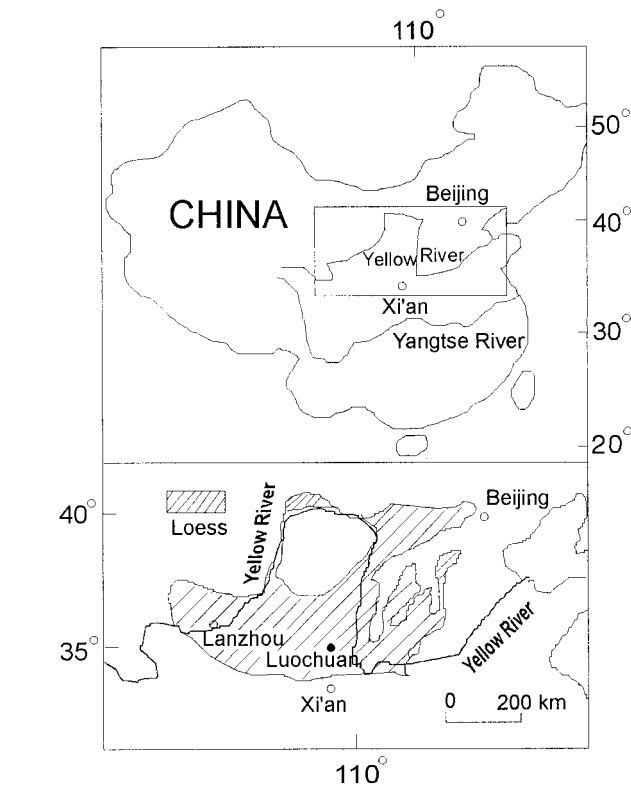 110°
50°
Beijing
CHINA
40°
Yellow River
Xi'an
30°
Yangtse River
20°
40°
Loess
Yellow River
Beijing
Lanzhou
35°
Luochuan
Yellow River
Xi'an
0 200 km
110°